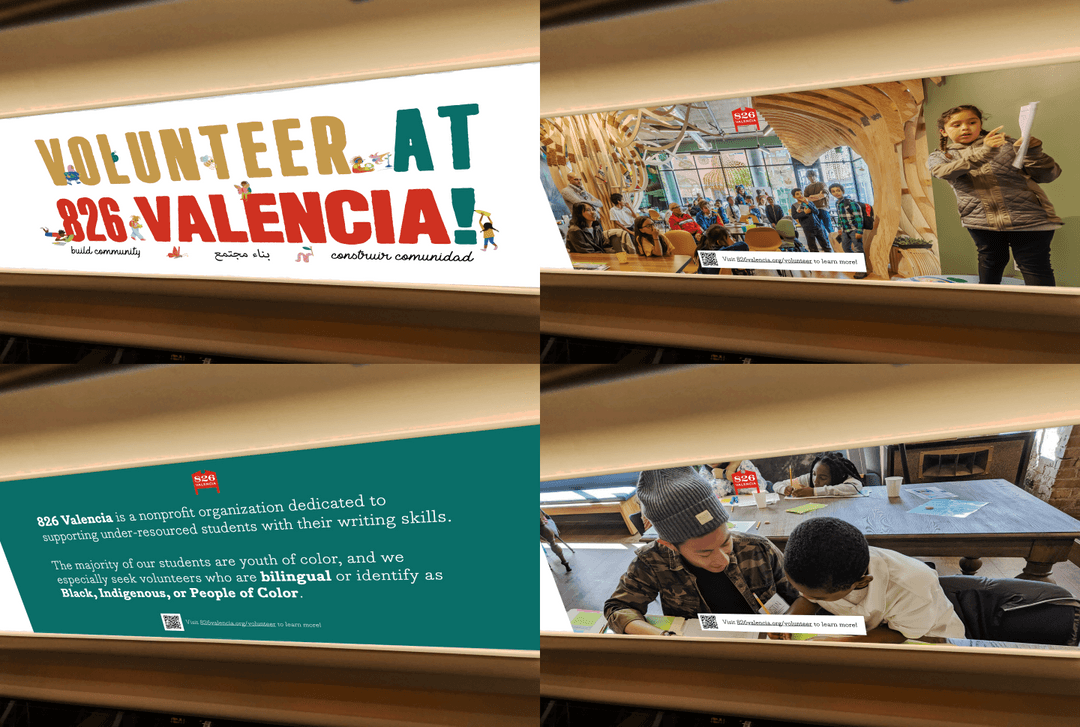 VOLUNTEER AT
826 VALENCIA!
build community
بناء مجتمع
construir comunidad
826
VALENCIA
Visit 826valencia.org/volunteer to learn more!
826
VALENCIA
826 Valencia is a nonprofit organization dedicated to
supporting under-resourced students with their writing skills.
The majority of our students are youth of color, and we
especially seek volunteers who are bilingual or identify as
Black, Indigenous, or People of Color.
Visit 826valencia.org/volunteer to learn more!
826
VALENCIA
Visit 826valencia.org/volunteer to learn more!